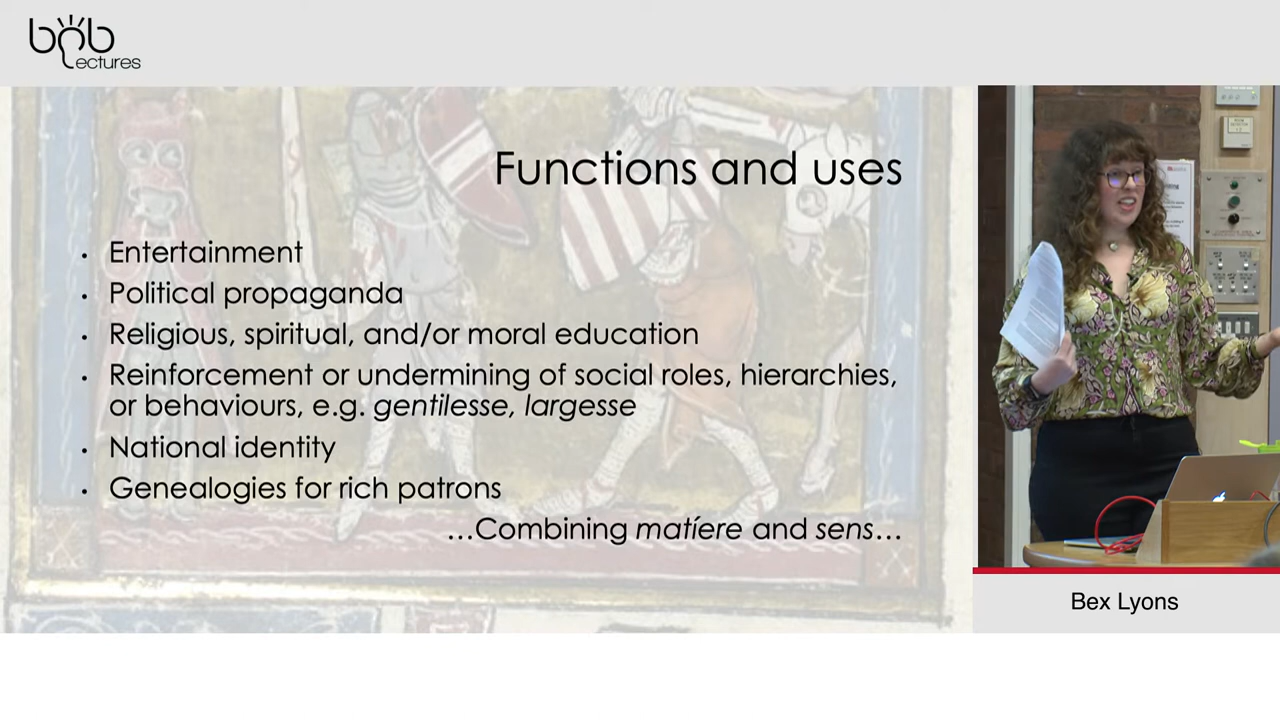 bob
Lectures
Functions and uses
• Entertainment
• Political propaganda
• Religious, spiritual, and/or moral education
• Reinforcement or undermining of social roles, hierarchies,
or behaviours, e.g. gentilesse, largesse
• National identity
• Genealogies for rich patrons
…Combining matíere and sens…
Bex Lyons